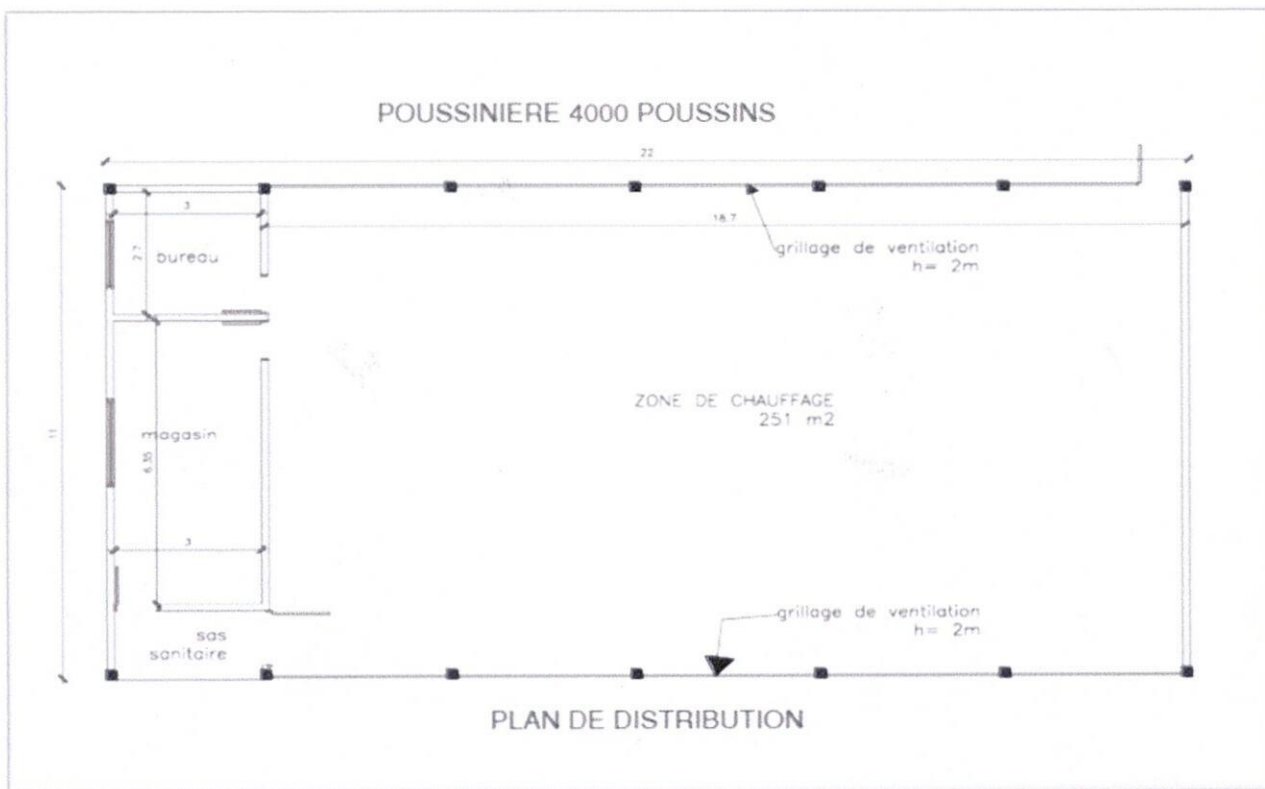 POUSSINIERE 4000 POUSSINS
22
3
18.7
grillage de ventilation
h= 2m
2.7
bureau
ZONE DE CHAUFFAGE
251 m2
11
magasin
6.35
3
grillage de ventilation
h= 2m
sas
sanitaire
PLAN DE DISTRIBUTION